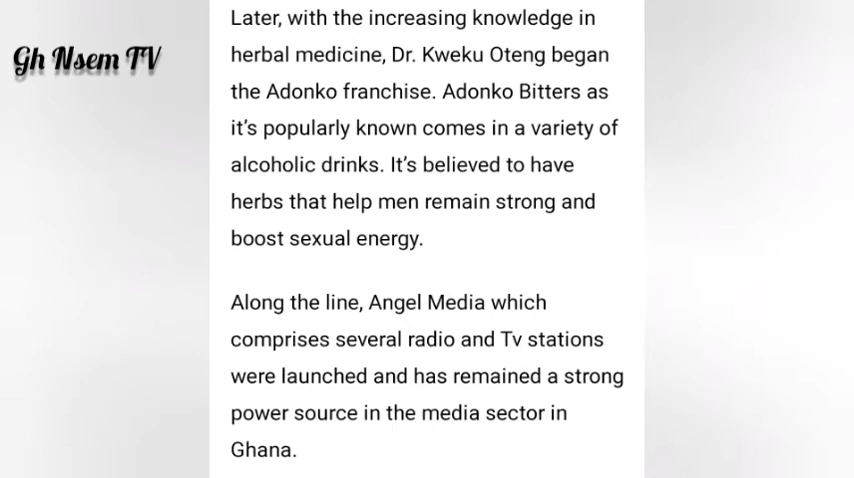 Gh Nsem TV
Later, with the increasing knowledge in
herbal medicine, Dr. Kweku Oteng began
the Adonko franchise. Adonko Bitters as
it’s popularly known comes in a variety of
alcoholic drinks. It’s believed to have
herbs that help men remain strong and
boost sexual energy.
Along the line, Angel Media which
comprises several radio and Tv stations
were launched and has remained a strong
power source in the media sector in
Ghana.